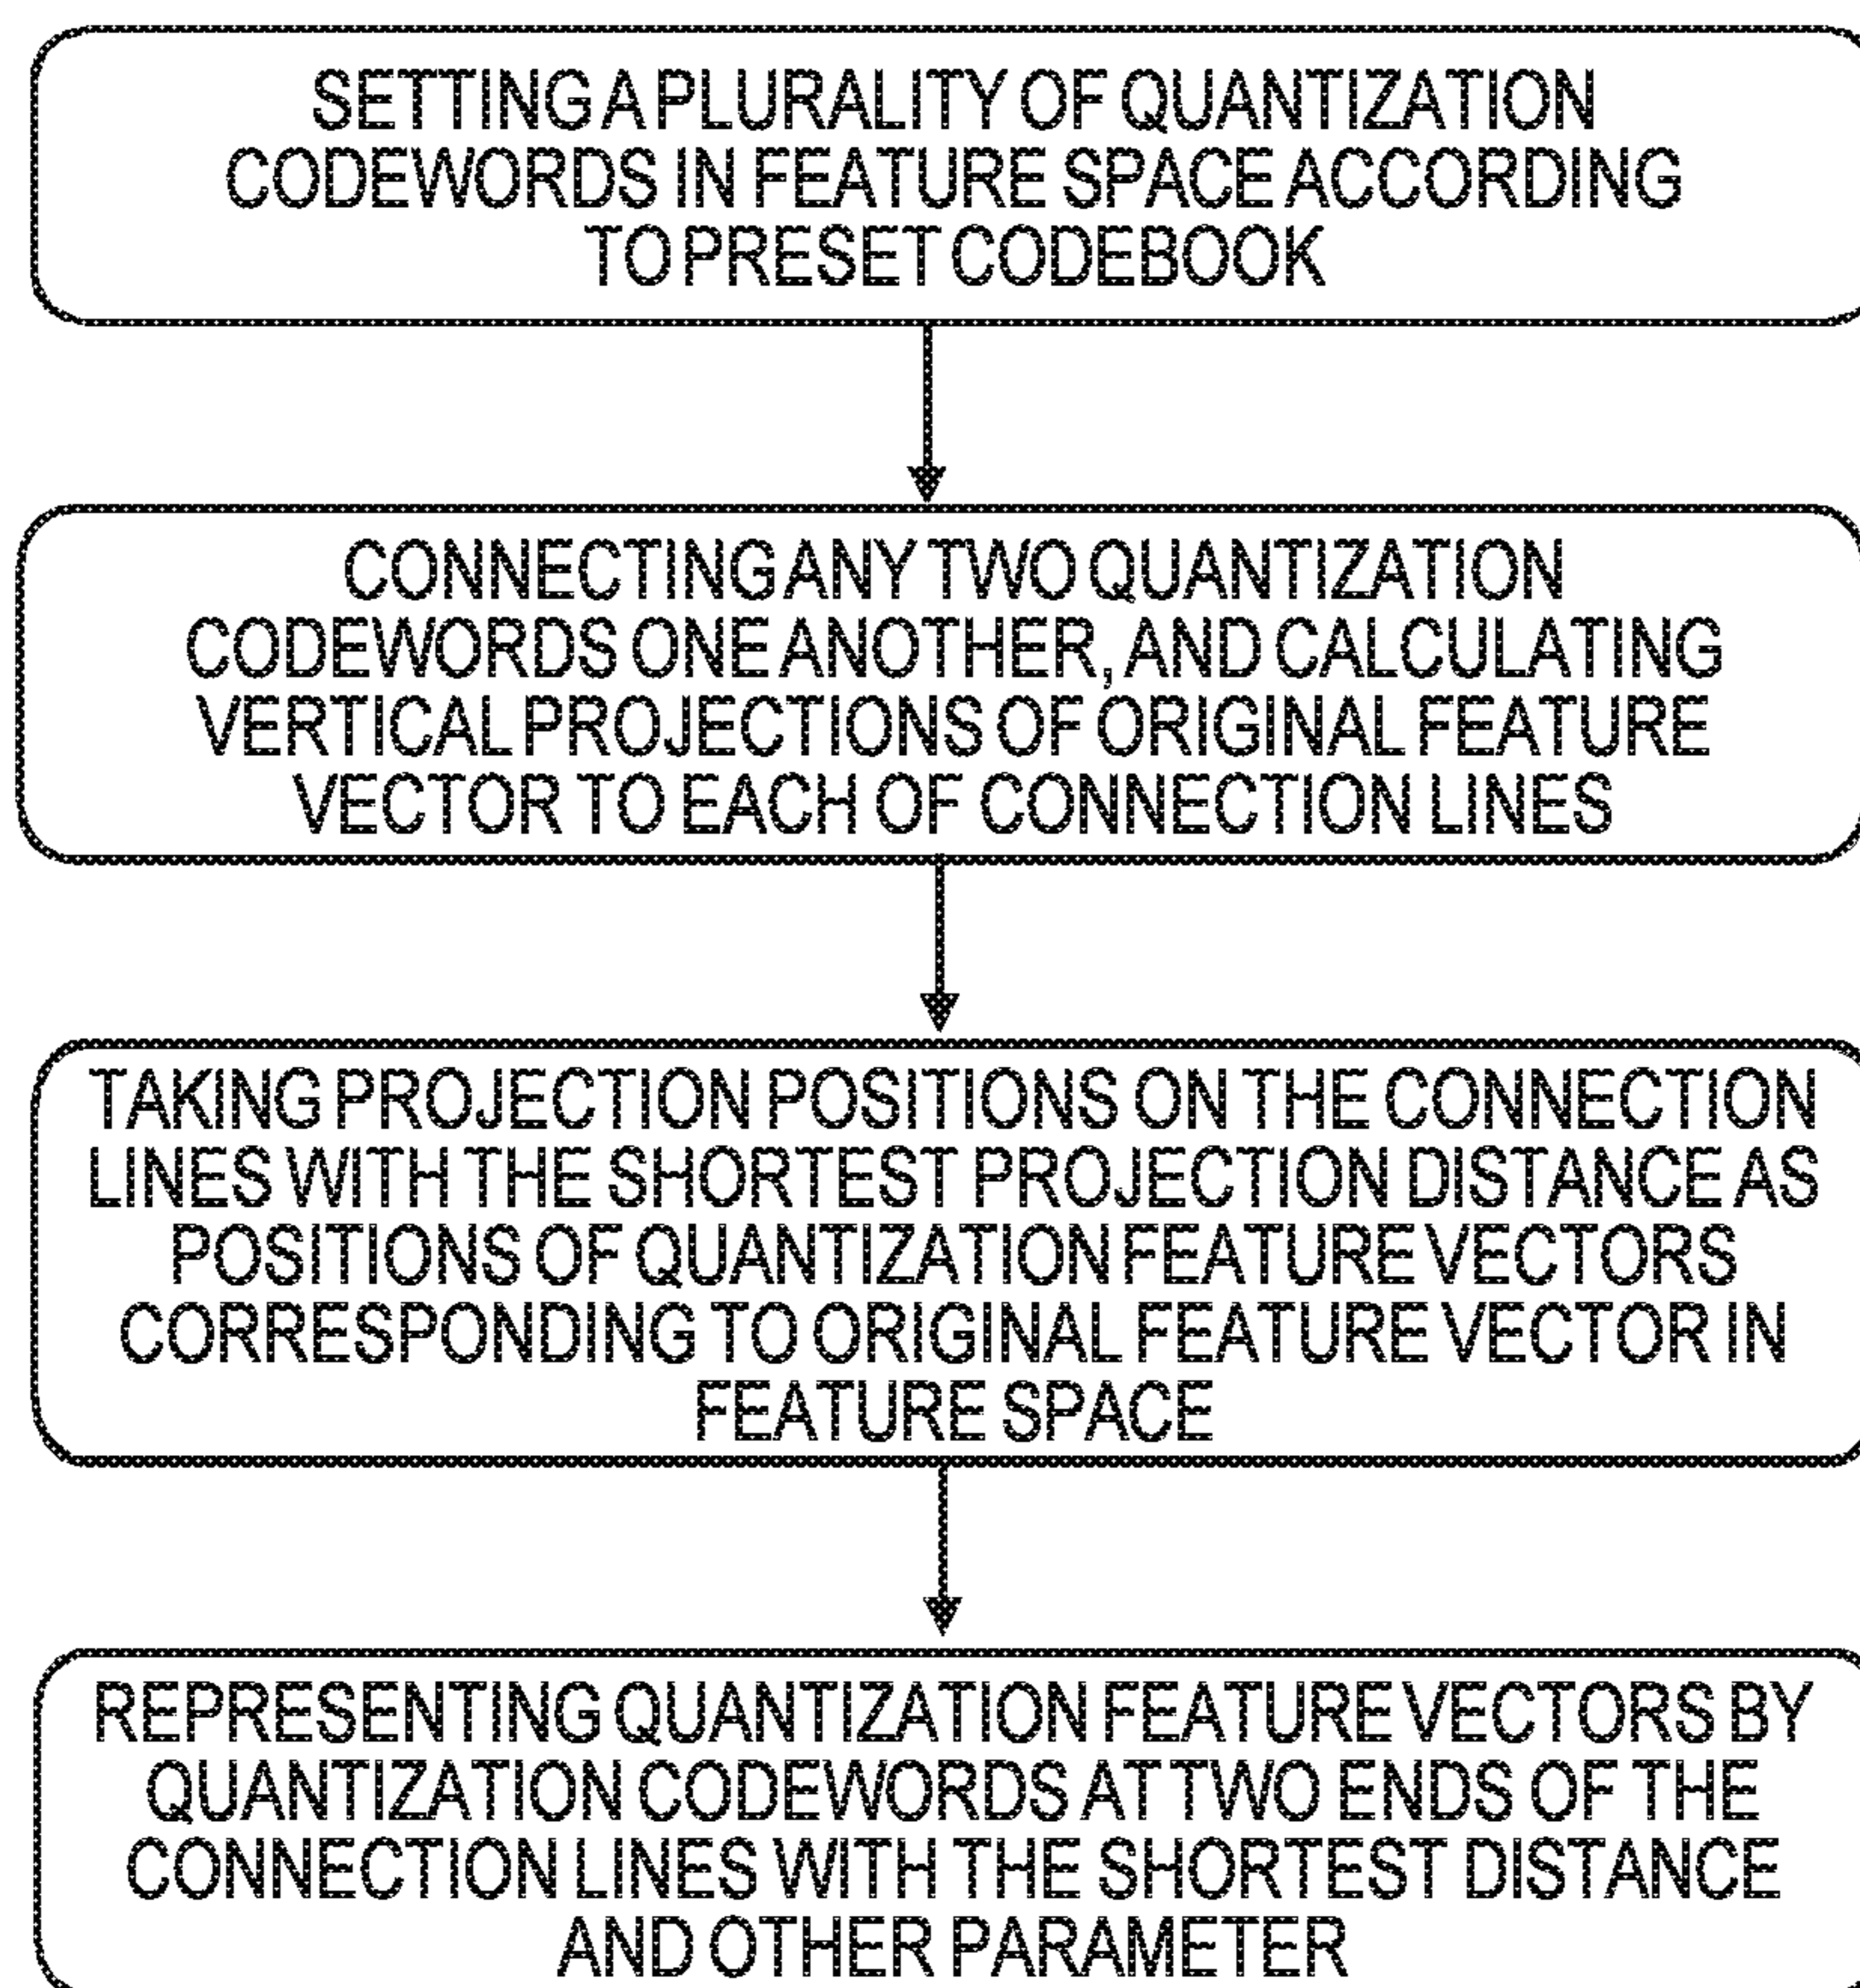 SETTING A PLURALITY OF QUANTIZATION
CODEWORDS IN FEATURE SPACE ACCORDING
TO PRESET CODEBOOK
CONNECTING ANY TWO QUANTIZATION
CODEWORDS ONE ANOTHER, AND CALCULATING
VERTICAL PROJECTIONS OF ORIGINAL FEATURE
VECTOR TO EACH OF CONNECTION LINES
TAKING PROJECTION POSITIONS ON THE CONNECTION
LINES WITH THE SHORTEST PROJECTION DISTANCE AS
POSITIONS OF QUANTIZATION FEATURE VECTORS
CORRESPONDING TO ORIGINAL FEATURE VECTOR IN
FEATURE SPACE
REPRESENTING QUANTIZATION FEATURE VECTORS BY
QUANTIZATION CODEWORDS AT TWO ENDS OF THE
CONNECTION LINES WITH THE SHORTEST DISTANCE
AND OTHER PARAMETER